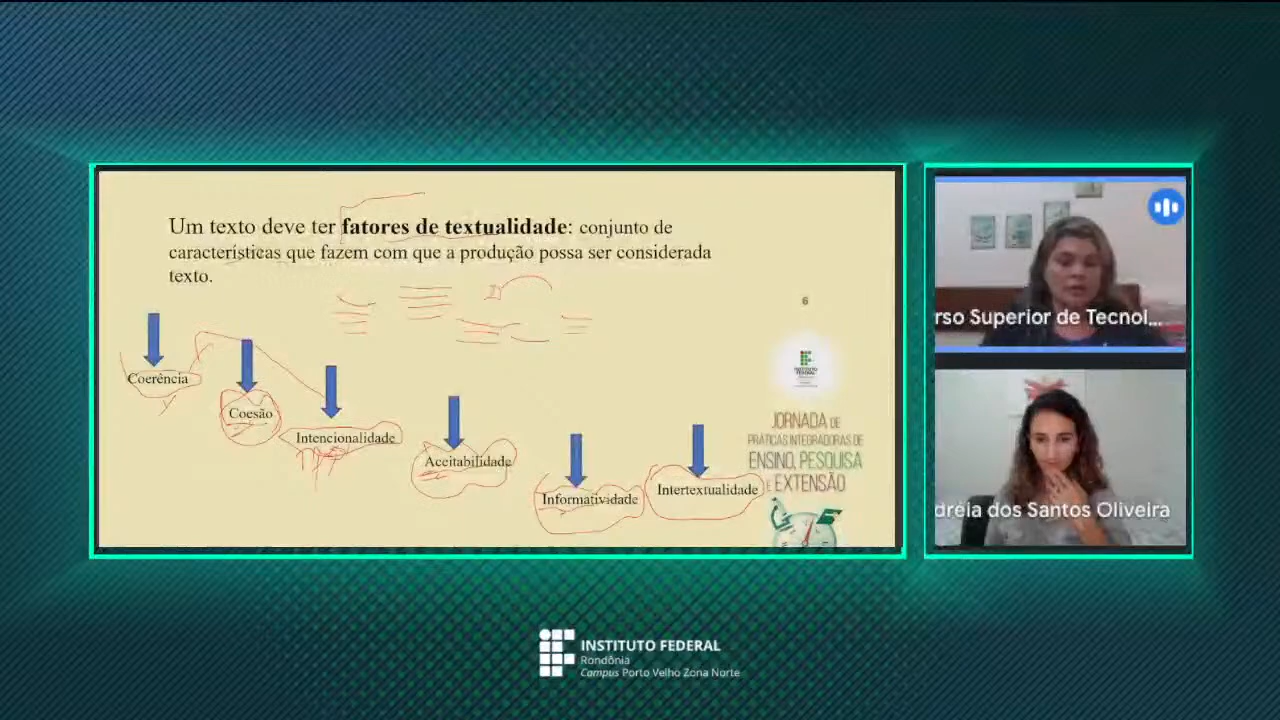 Um texto deve ter fatores de textualidade: conjunto de
características que fazem com que a produção possa ser considerada
texto.
6
Coerência
Coesão
Intencionalidade
Aceitabilidade
Informatividade
Intertextualidade
INSTITUTO
FEDERAL
JORNADA DE
PRÁTICAS INTEGRADORAS DE
ENSINO, PESQUISA
E EXTENSÃO
rso Superior de Tecnol...
dréia dos Santos Oliveira
INSTITUTO FEDERAL
Rondônia
Campus Porto Velho Zona Norte